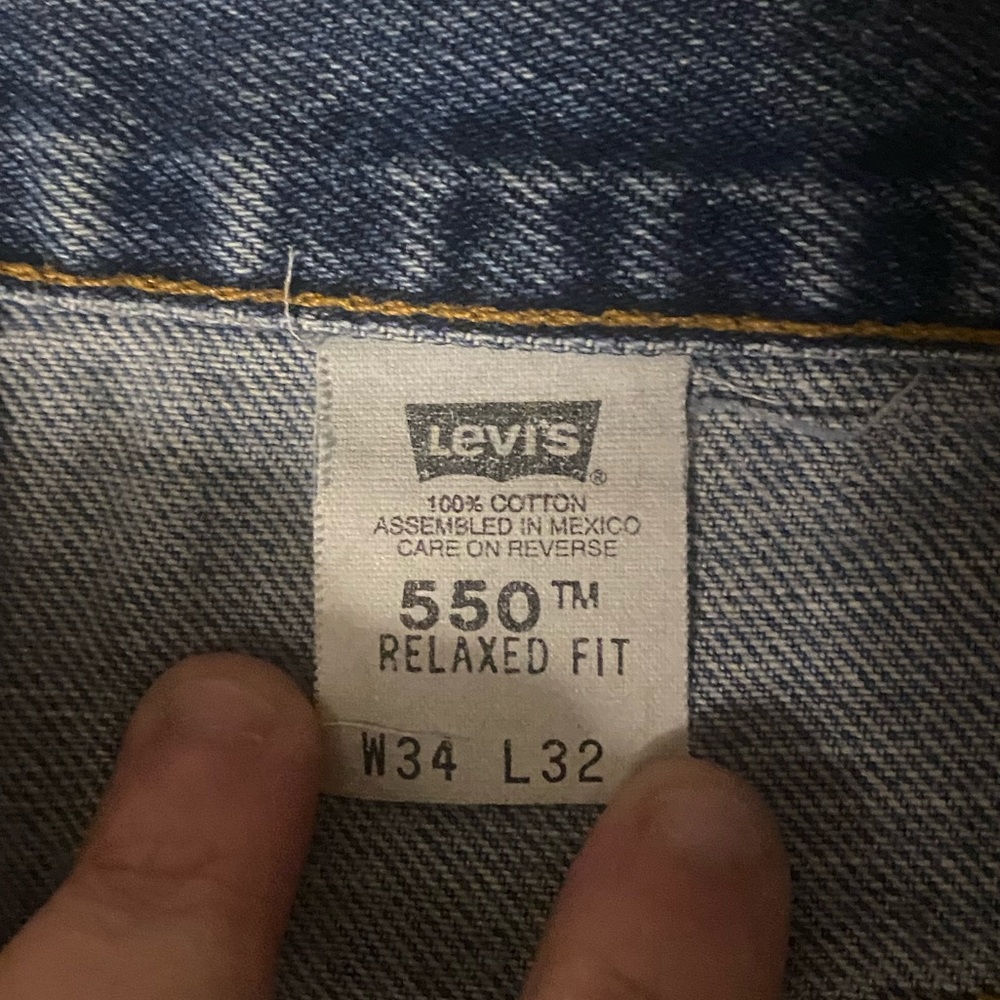 Levi's®
100% COTTON
ASSEMBLED IN MEXICO
CARE ON REVERSE
550™
RELAXED FIT
W34 L32